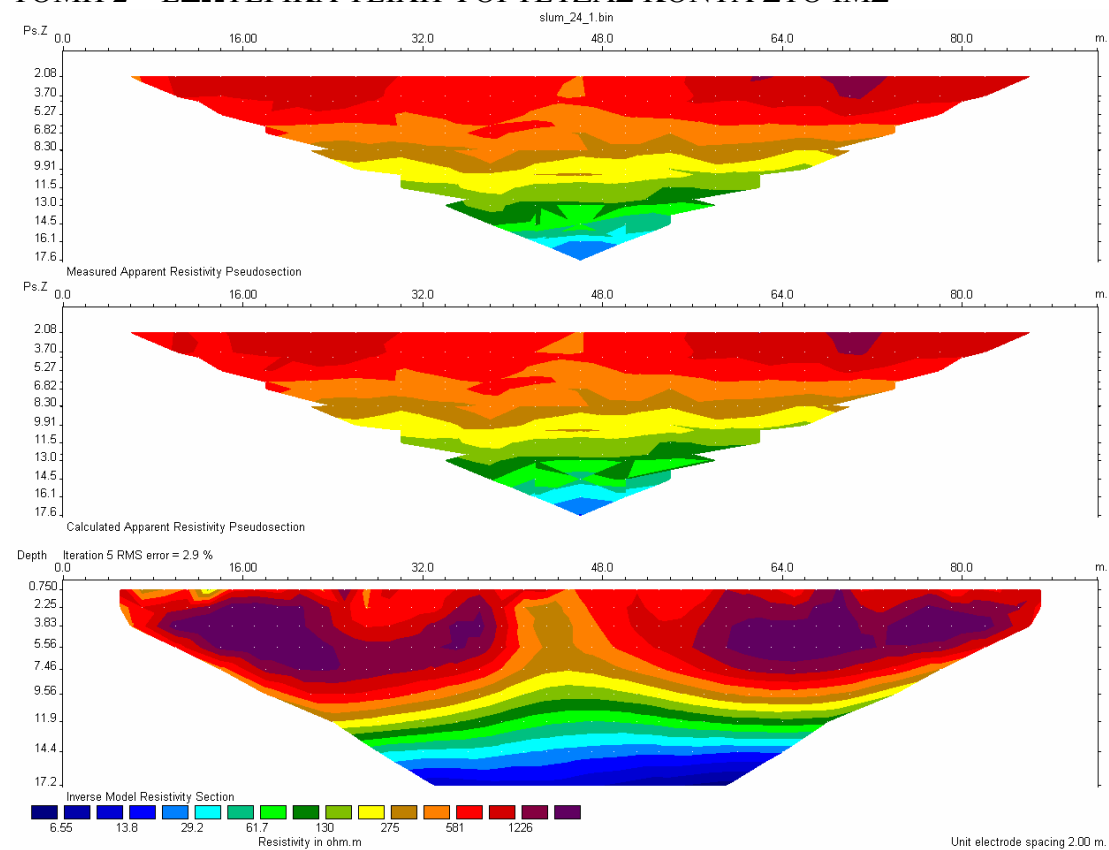 ΤΟΜΗ 2 – ΕΞΩΤΕΡΙΚΑ ΤΕΙΧΗ ΚΟΝΤΑ ΣΤΟ ΙΜΣ
slum_24_1.bin
Ps.Z 0.0 16.00 32.0 48.0 64.0 80.0 m.
2.08
3.70
5.27
6.82
8.30
9.91
11.5
13.0
14.5
16.1
17.6
Measured Apparent Resistivity Pseudosection
Ps.Z 0.0 16.00 32.0 48.0 64.0 80.0 m.
2.08
3.70
5.27
6.82
8.30
9.91
11.5
13.0
14.5
16.1
17.6
Calculated Apparent Resistivity Pseudosection
Depth Iteration 5 RMS error = 2.9 %
0.0 16.00 32.0 48.0 64.0 80.0 m.
0.750
2.25
3.83
5.56
7.46
9.56
11.9
14.4
17.2
Inverse Model Resistivity Section
6.55 13.8 29.2 61.7 130 275 581 1226
Resistivity in ohm.m
Unit electrode spacing 2.00 m.